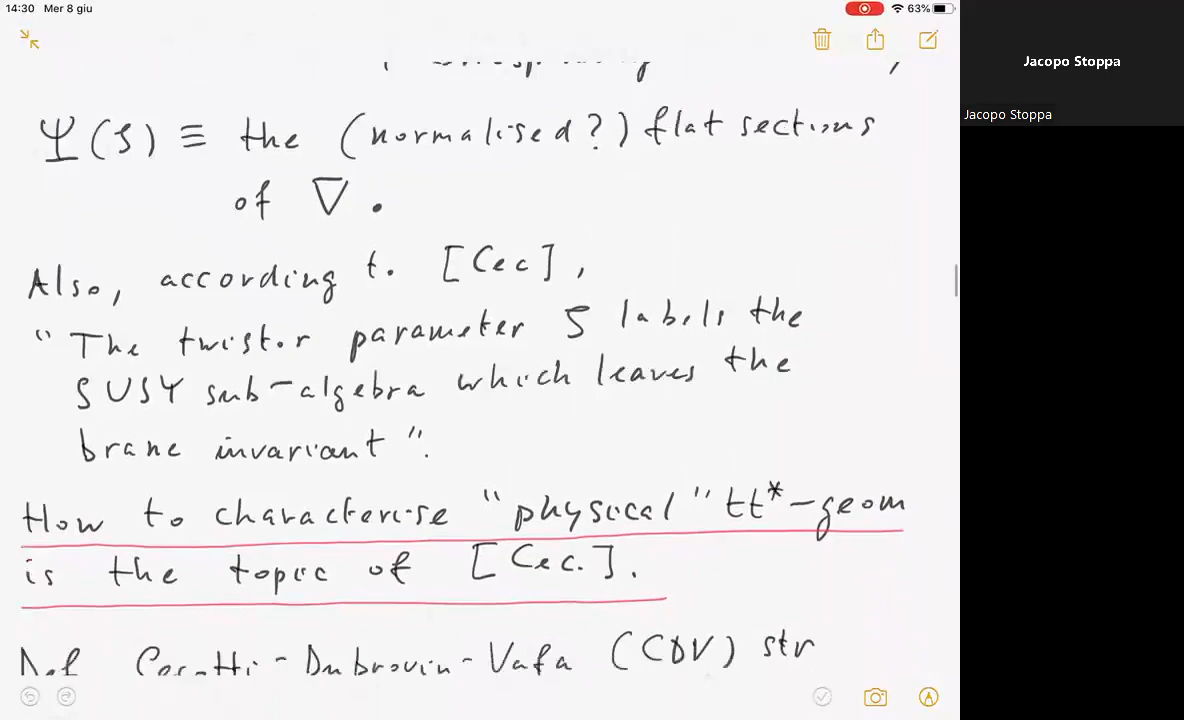 14:30 Mer 8 giu
63%
Jacopo Stoppa
Jacopo Stoppa
Ψ(ζ) ≡ the (normalised?) flat sections
of ∇.
Also, according to [Cec],
"The twistor parameter ζ labels the
SUSY sub-algebra which leaves the
brane invariant".
How to characterise "physical" tt*-geom
is the topic of [Cec.].
Dubrovin-Vafa (CDV) str